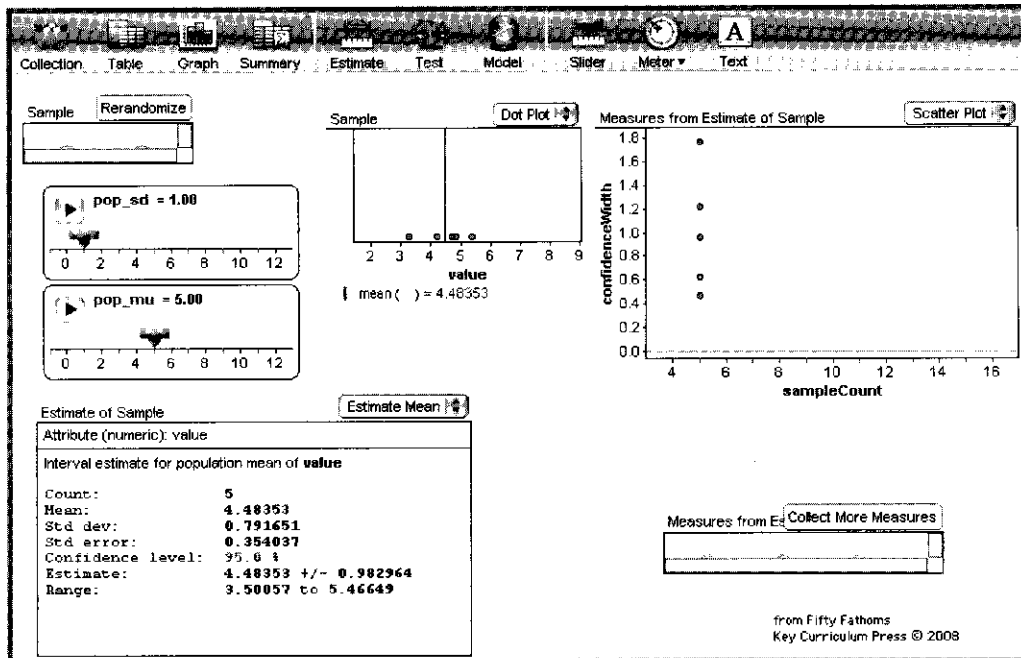 Collection Table Graph Summary Estimate Test Model Slider Meter ▾ Text
A
Sample
Rerandomize
pop_sd = 1.00
0 2 4 6 8 10 12
pop_mu = 5.00
0 2 4 6 8 10 12
Sample
Dot Plot
2 3 4 5 6 7 8 9
value
mean ( ) = 4.48353
Measures from Estimate of Sample
Scatter Plot
confidenceWidth
1.8
1.6
1.4
1.2
1.0
0.8
0.6
0.4
0.2
0.0
4 6 8 10 12 14 16
sampleCount
Estimate of Sample
Estimate Mean
Attribute (numeric): value
Interval estimate for population mean of value
Count: 5
Mean: 4.48353
Std dev: 0.791651
Std error: 0.354037
Confidence level: 95.0 %
Estimate: 4.48353 +/- 0.982964
Range: 3.50057 to 5.46649
Measures from Es
Collect More Measures
from Fifty Fathoms
Key Curriculum Press © 2008